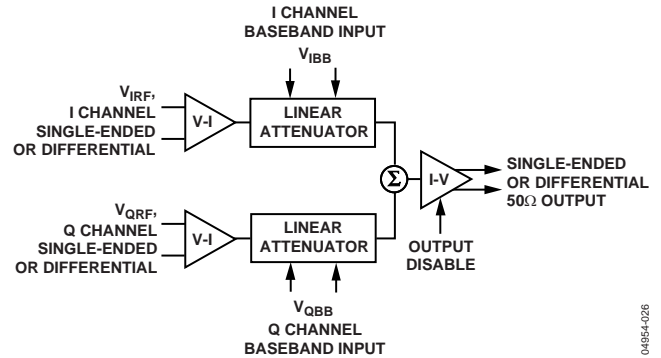 I CHANNEL
BASEBAND INPUT
VIBB
VIRF,
I CHANNEL
SINGLE-ENDED
OR DIFFERENTIAL
V-I
LINEAR
ATTENUATOR
Σ
I-V
SINGLE-ENDED
OR DIFFERENTIAL
50Ω OUTPUT
VQRF,
Q CHANNEL
SINGLE-ENDED
OR DIFFERENTIAL
V-I
LINEAR
ATTENUATOR
OUTPUT
DISABLE
VQBB
Q CHANNEL
BASEBAND INPUT
04954-026